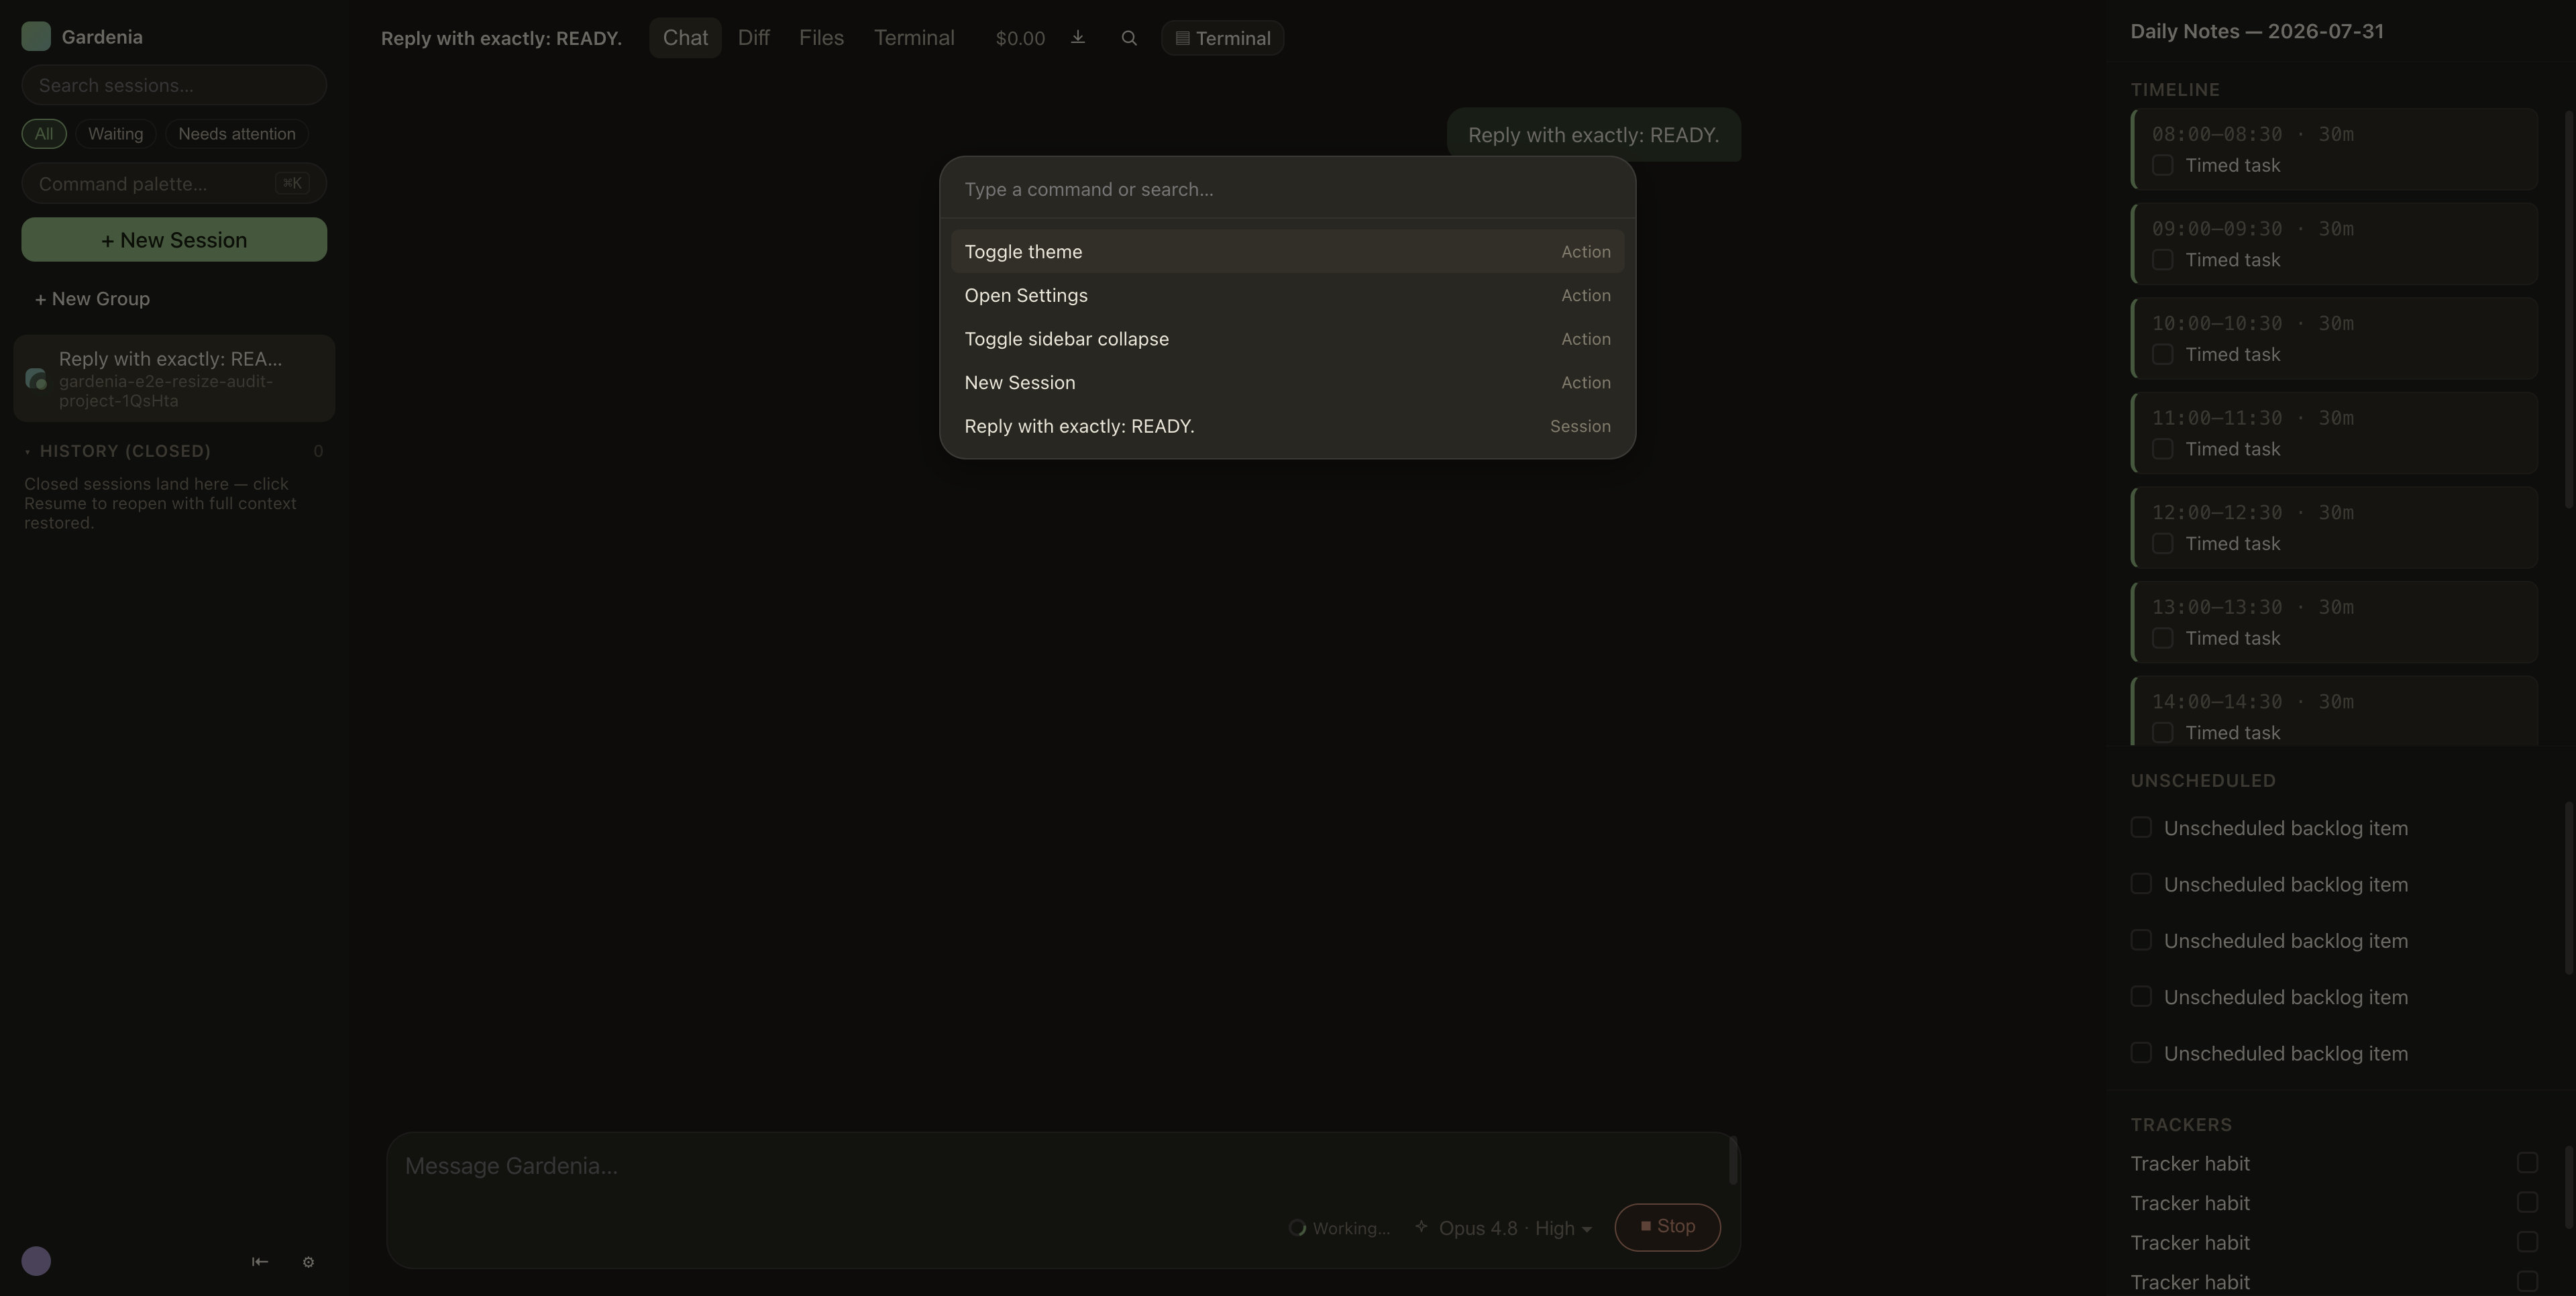 Gardenia
Search sessions...
All
Waiting
Needs attention
Command palette...
⌘K
+ New Session
+ New Group
Reply with exactly: REA...
gardenia-e2e-resize-audit-
project-1QsHta
HISTORY (CLOSED)
0
Closed sessions land here — click
Resume to reopen with full context
restored.
Reply with exactly: READY.
Chat
Diff
Files
Terminal
$0.00
Terminal
Reply with exactly: READY.
Type a command or search...
Toggle theme
Action
Open Settings
Action
Toggle sidebar collapse
Action
New Session
Action
Reply with exactly: READY.
Session
Message Gardenia...
Working...
Opus 4.8 · High
Stop
Daily Notes — 2026-07-31
TIMELINE
08:00–08:30 · 30m
Timed task
09:00–09:30 · 30m
Timed task
10:00–10:30 · 30m
Timed task
11:00–11:30 · 30m
Timed task
12:00–12:30 · 30m
Timed task
13:00–13:30 · 30m
Timed task
14:00–14:30 · 30m
Timed task
UNSCHEDULED
Unscheduled backlog item
Unscheduled backlog item
Unscheduled backlog item
Unscheduled backlog item
Unscheduled backlog item
TRACKERS
Tracker habit
Tracker habit
Tracker habit
Tracker habit